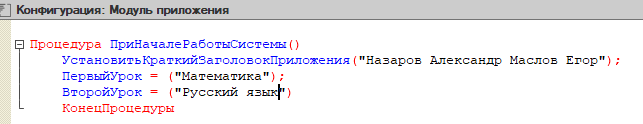 Конфигурация: Модуль приложения
Процедура ПриНачалеРаботыСистемы()
УстановитьКраткийЗаголовокПриложения("Назаров Александр Маслов Егор");
ПервыйУрок = ("Математика");
ВторойУрок = ("Русский язык")
КонецПроцедуры